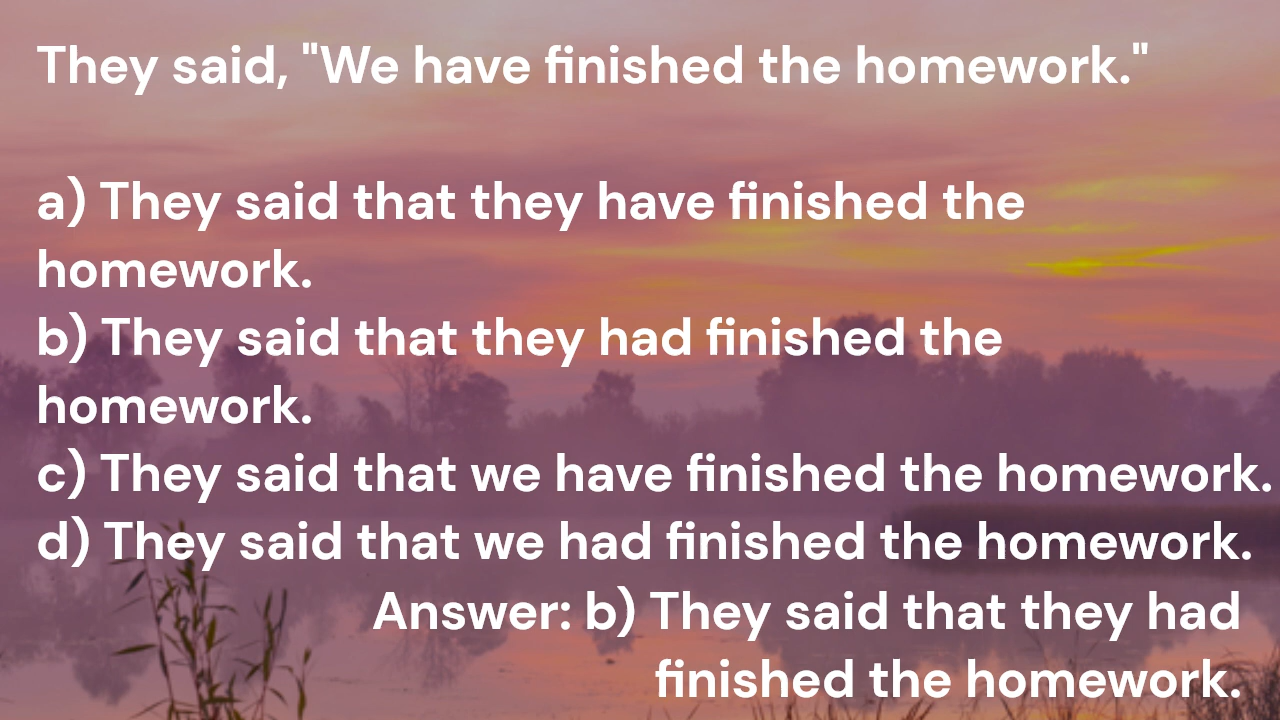 They said, "We have finished the homework."
a) They said that they have finished the
homework.
b) They said that they had finished the
homework.
c) They said that we have finished the homework.
d) They said that we had finished the homework.
Answer: b) They said that they had
finished the homework.